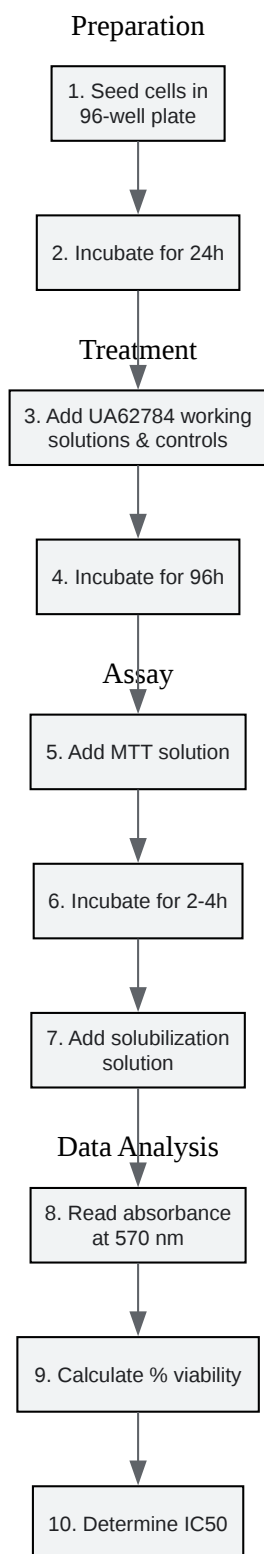 Preparation
1. Seed cells in
96-well plate
2. Incubate for 24h
Treatment
3. Add UA62784 working
solutions & controls
4. Incubate for 96h
Assay
5. Add MTT solution
6. Incubate for 2-4h
7. Add solubilization
solution
Data Analysis
8. Read absorbance
at 570 nm
9. Calculate % viability
10. Determine IC50